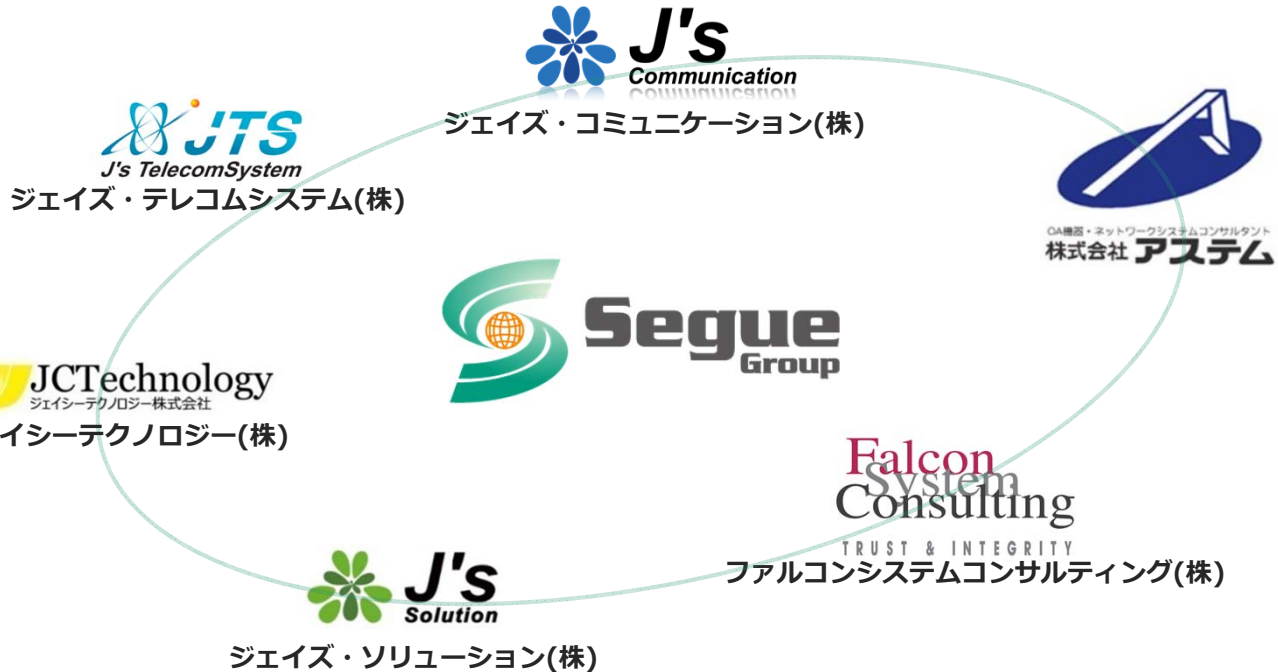 J's
Communication
ジェイズ・コミュニケーション(株)
JTS
J's TelecomSystem
ジェイズ・テレコムシステム(株)
OA機器・ネットワークシステムコンサルタント
株式会社 アステム
Segue
Group
JCTechnology
ジェイシーテクノロジー株式会社
イシーテクノロジー(株)
Falcon
System
Consulting
TRUST & INTEGRITY
ファルコンシステムコンサルティング(株)
J's
Solution
ジェイズ・ソリューション(株)